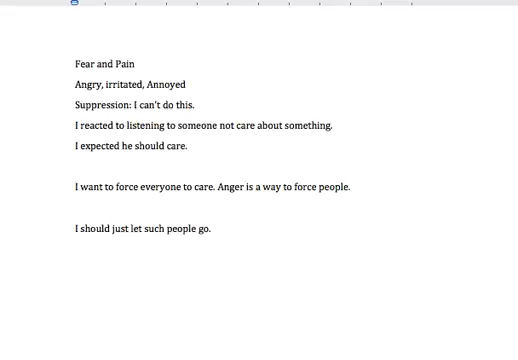 Fear and Pain
Angry, irritated, Annoyed
Suppression: I can't do this.
I reacted to listening to someone not care about something.
I expected he should care.
I want to force everyone to care. Anger is a way to force people.
I should just let such people go.